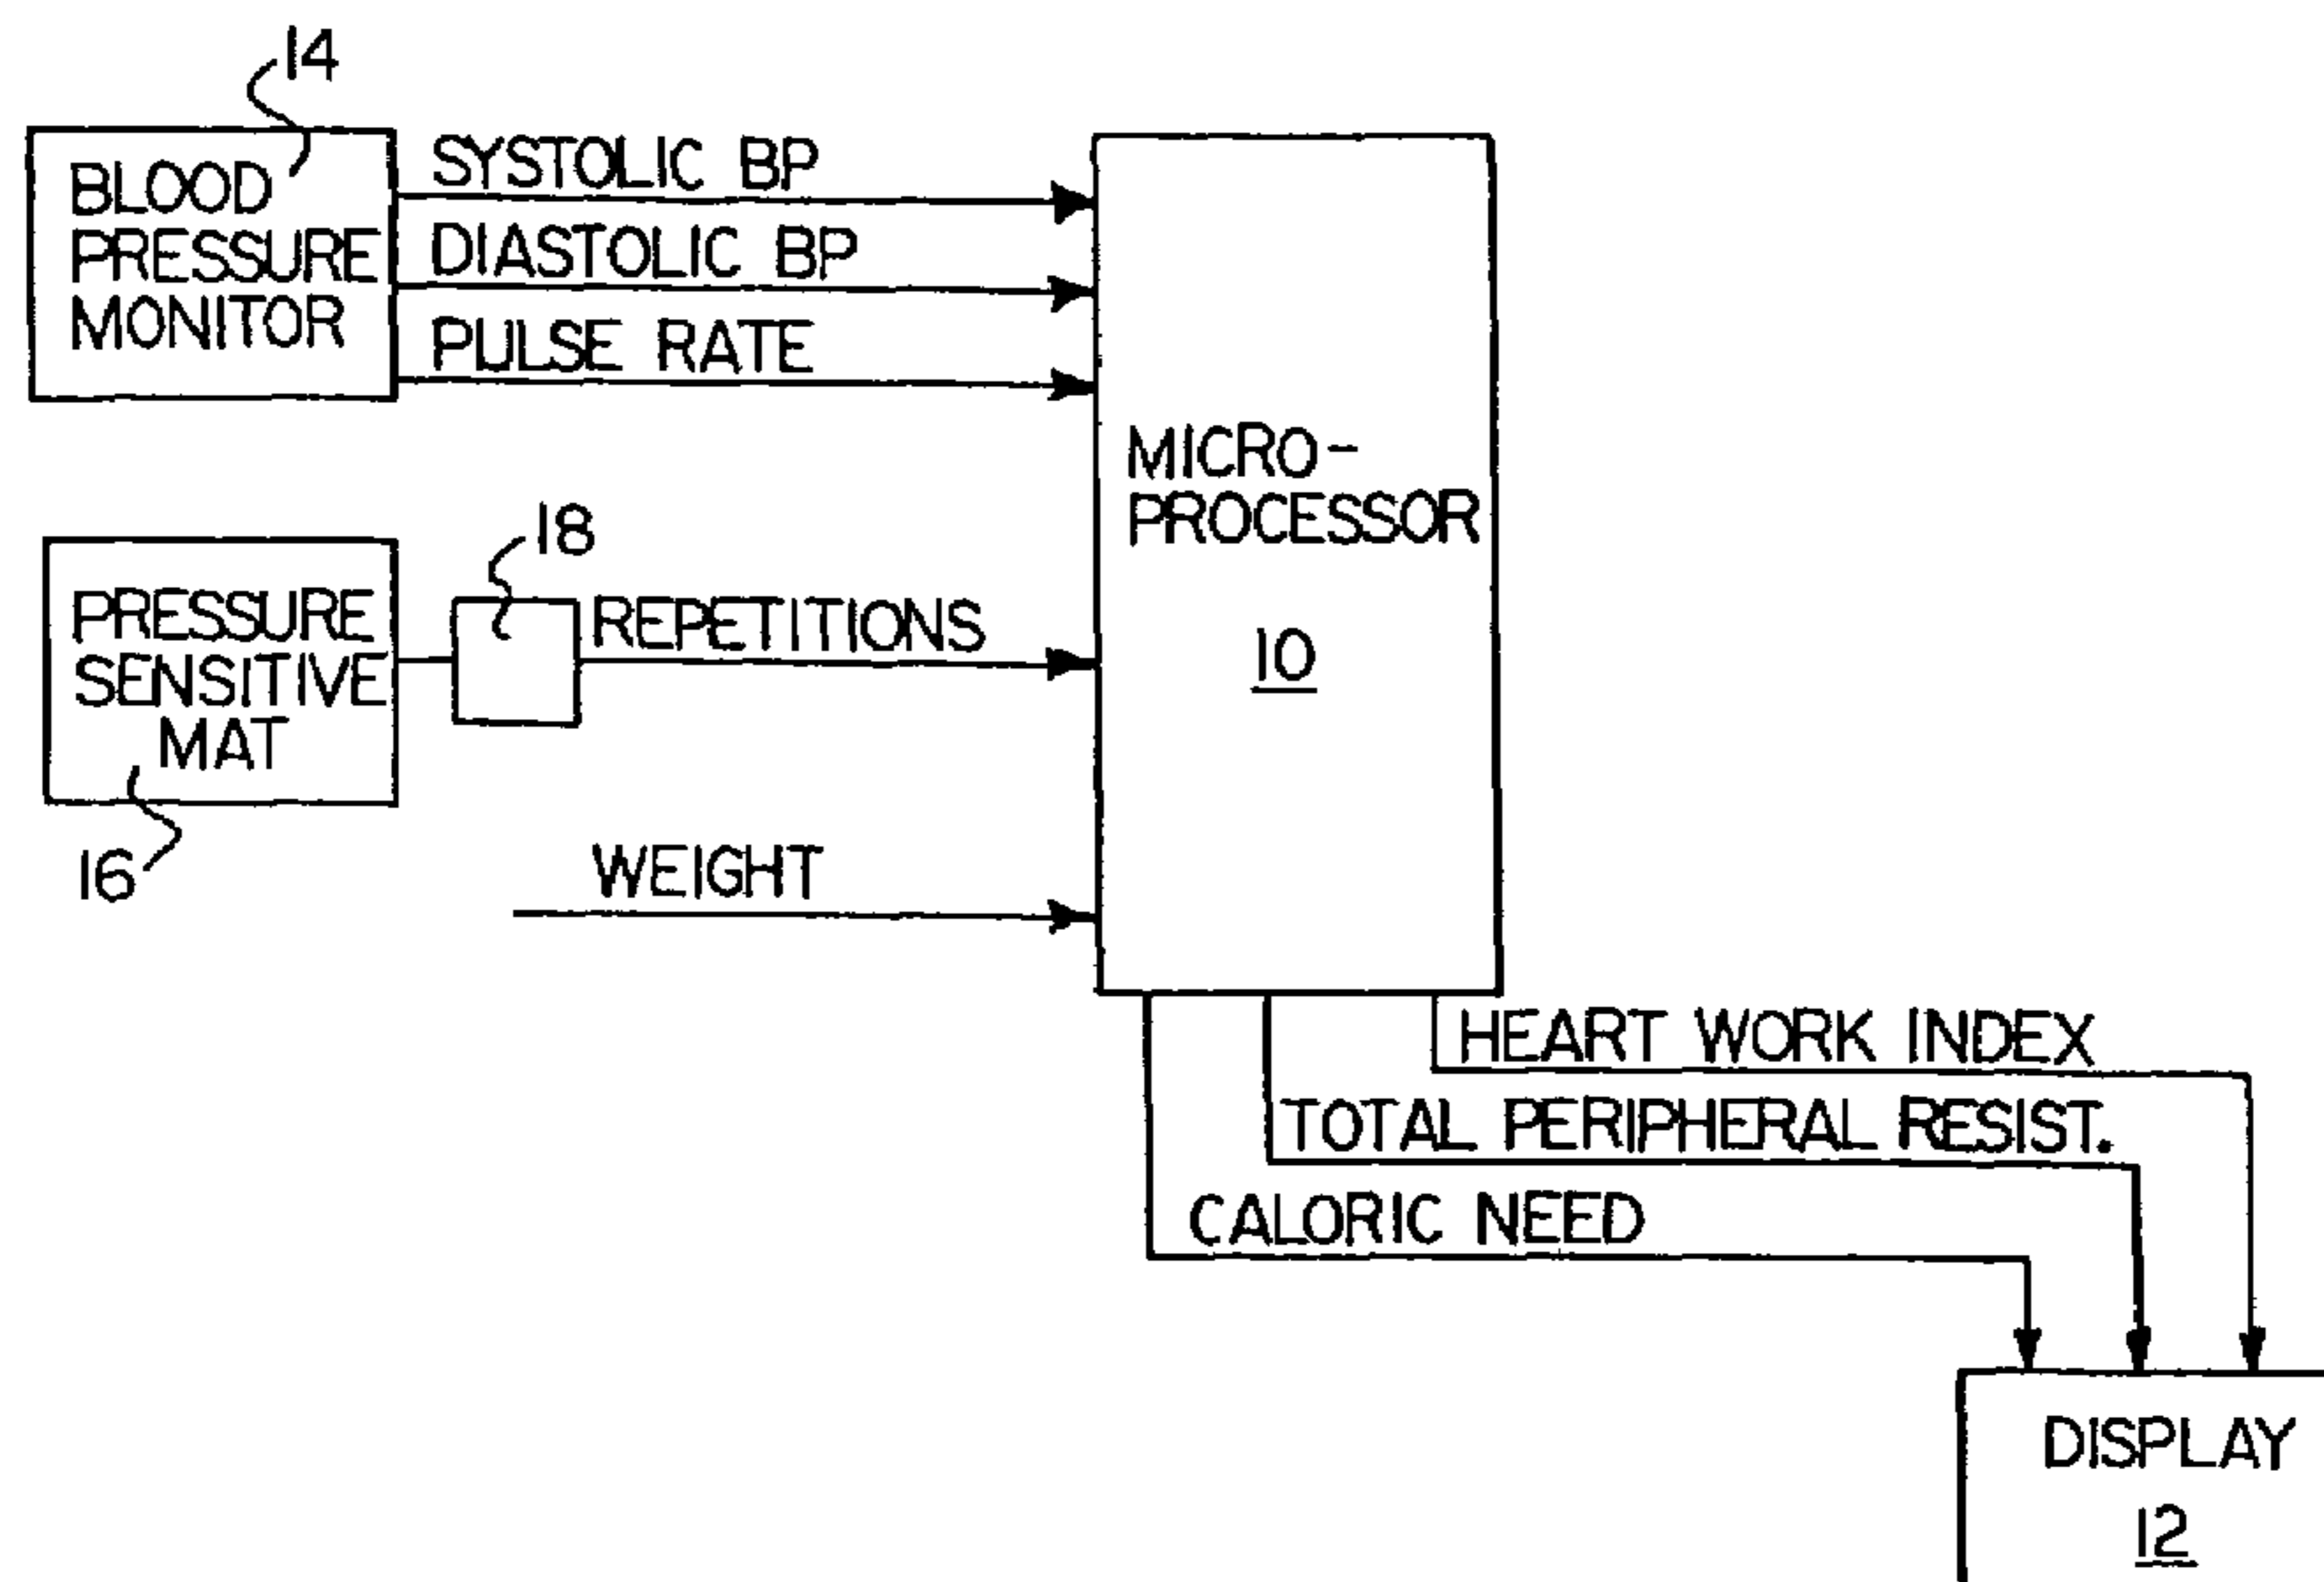 14
BLOOD
PRESSURE
MONITOR
SYSTOLIC BP
DIASTOLIC BP
PULSE RATE
MICRO-
PROCESSOR
10
18
PRESSURE
SENSITIVE
MAT
REPETITIONS
16
WEIGHT
HEART WORK INDEX
TOTAL PERIPHERAL RESIST.
CALORIC NEED
DISPLAY
12